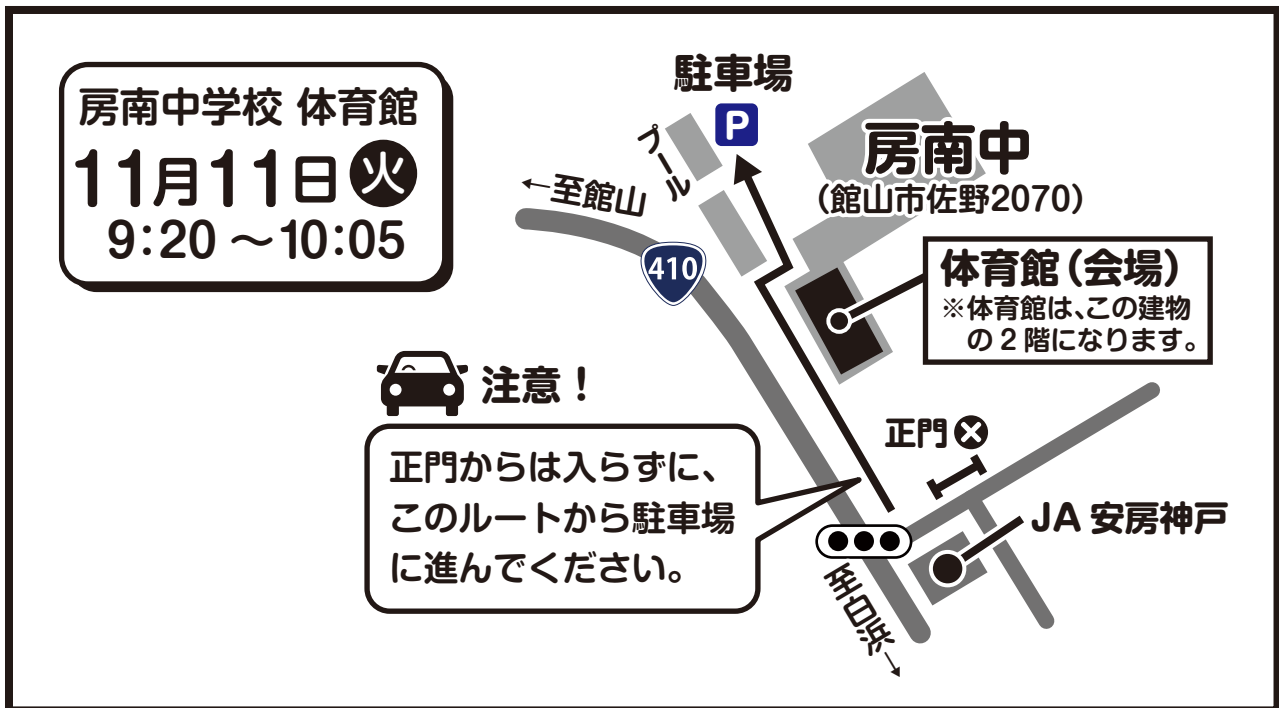 房南中学校 体育館
11月11日 火
9:20 ～10:05
駐車場
P
プール
房南中
(館山市佐野2070)
←至館山
410
体育館（会場）
※体育館は、この建物
の2階になります。
注意！
正門からは入らずに、
このルートから駐車場
に進んでください。
正門
JA 安房神戸
至白浜→